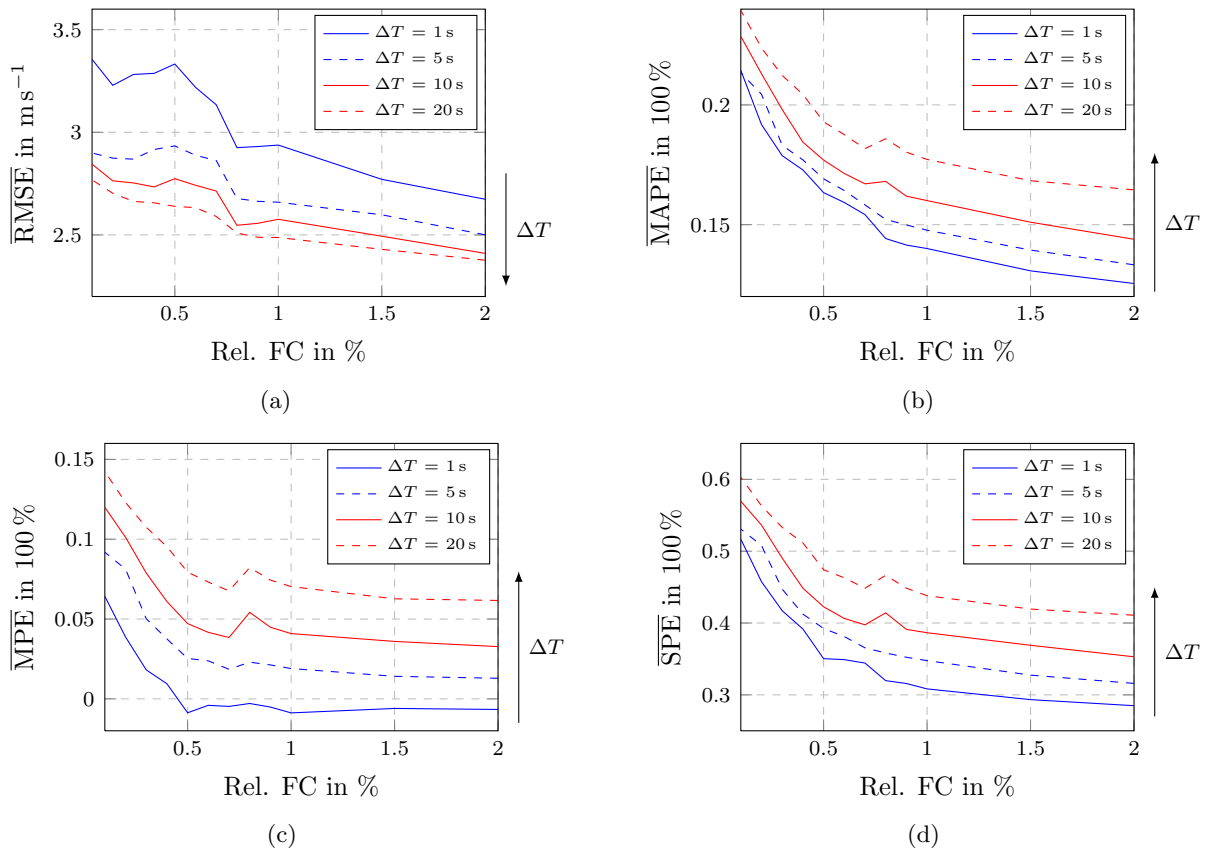 3.5
3
2.5
RMSE in m s⁻¹
ΔT = 1 s
ΔT = 5 s
ΔT = 10 s
ΔT = 20 s
ΔT
0.5
1
1.5
2
Rel. FC in %
(a)
0.2
0.15
MAPE in 100 %
ΔT = 1 s
ΔT = 5 s
ΔT = 10 s
ΔT = 20 s
ΔT
0.5
1
1.5
2
Rel. FC in %
(b)
0.15
0.1
0.05
0
MPE in 100 %
ΔT = 1 s
ΔT = 5 s
ΔT = 10 s
ΔT = 20 s
ΔT
0.5
1
1.5
2
Rel. FC in %
(c)
0.6
0.5
0.4
0.3
SPE in 100 %
ΔT = 1 s
ΔT = 5 s
ΔT = 10 s
ΔT = 20 s
ΔT
0.5
1
1.5
2
Rel. FC in %
(d)